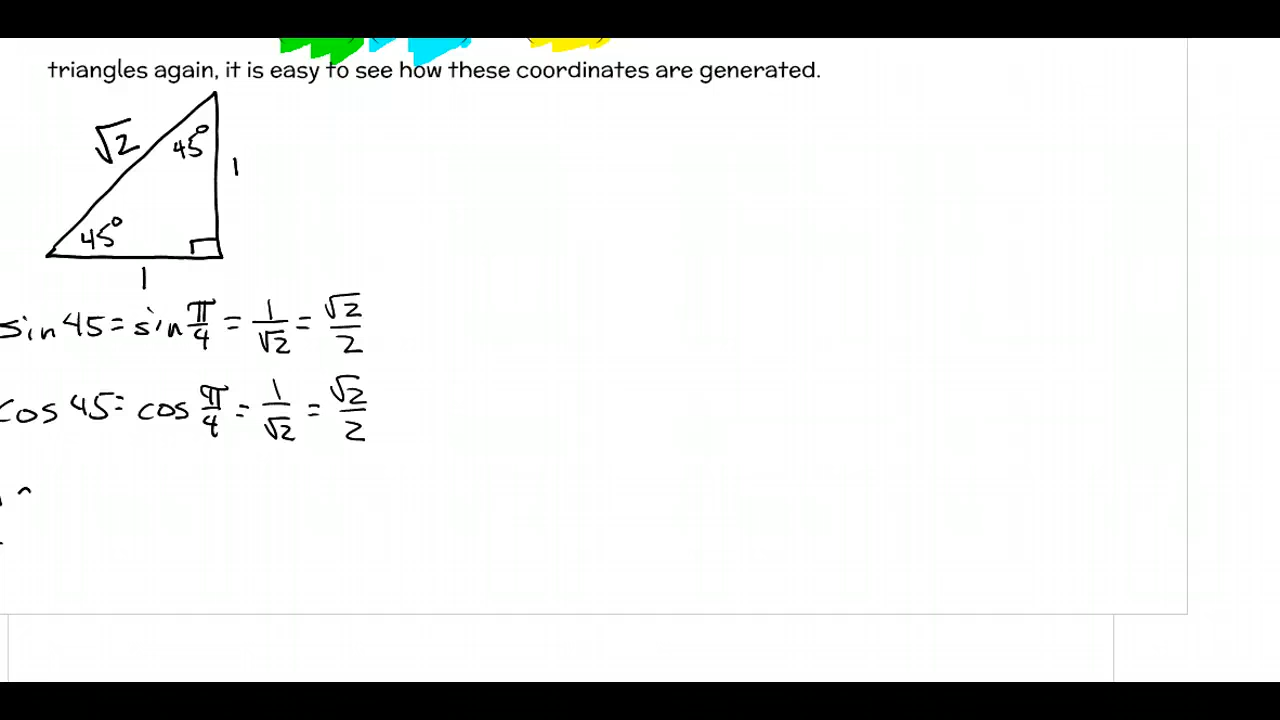 triangles again, it is easy to see how these coordinates are generated.
√2
45°
1
45°
1
sin 45 = sin π/4 = 1/√2 = √2/2
cos 45 = cos π/4 = 1/√2 = √2/2